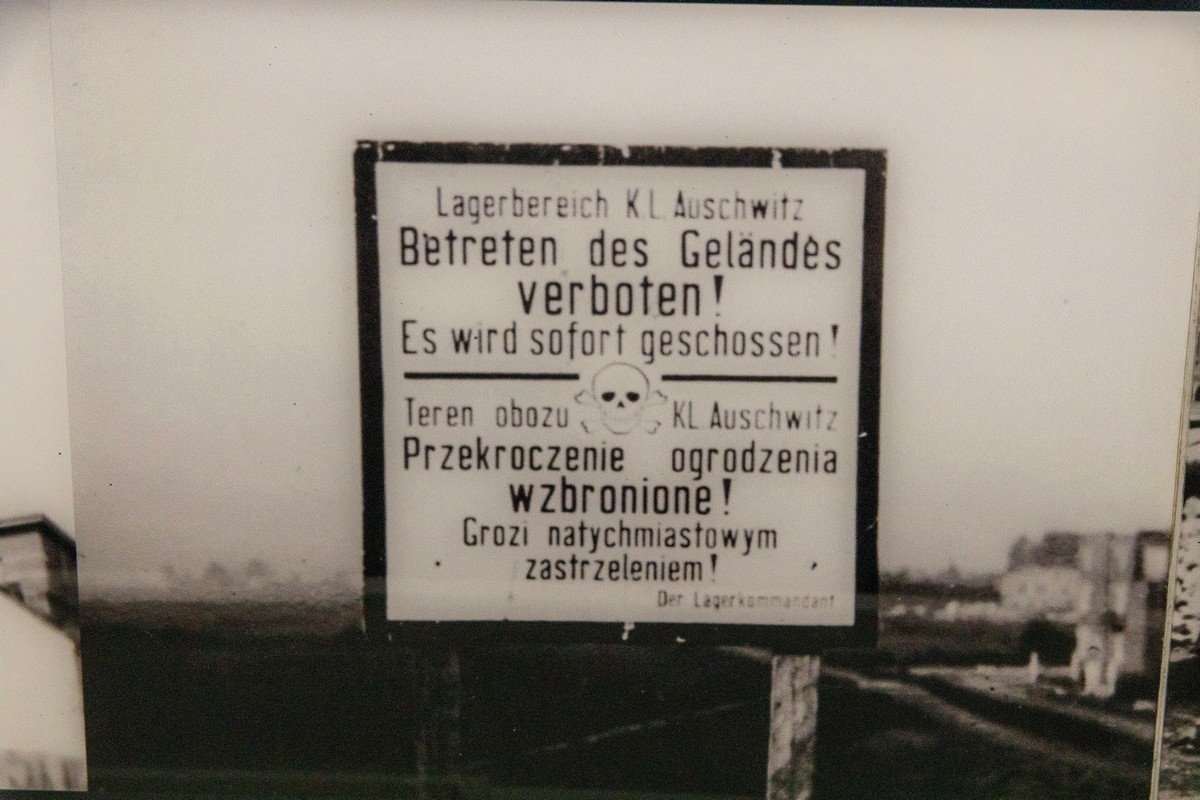 Lagerbereich K.L. Auschwitz
Betreten des Geländes
verboten!
Es wird sofort geschossen!
Teren obozu KL. Auschwitz
Przekroczenie ogrodzenia
wzbronione!
Grozi natychmiastowym
zastrzeleniem!
Der Lagerkommandant